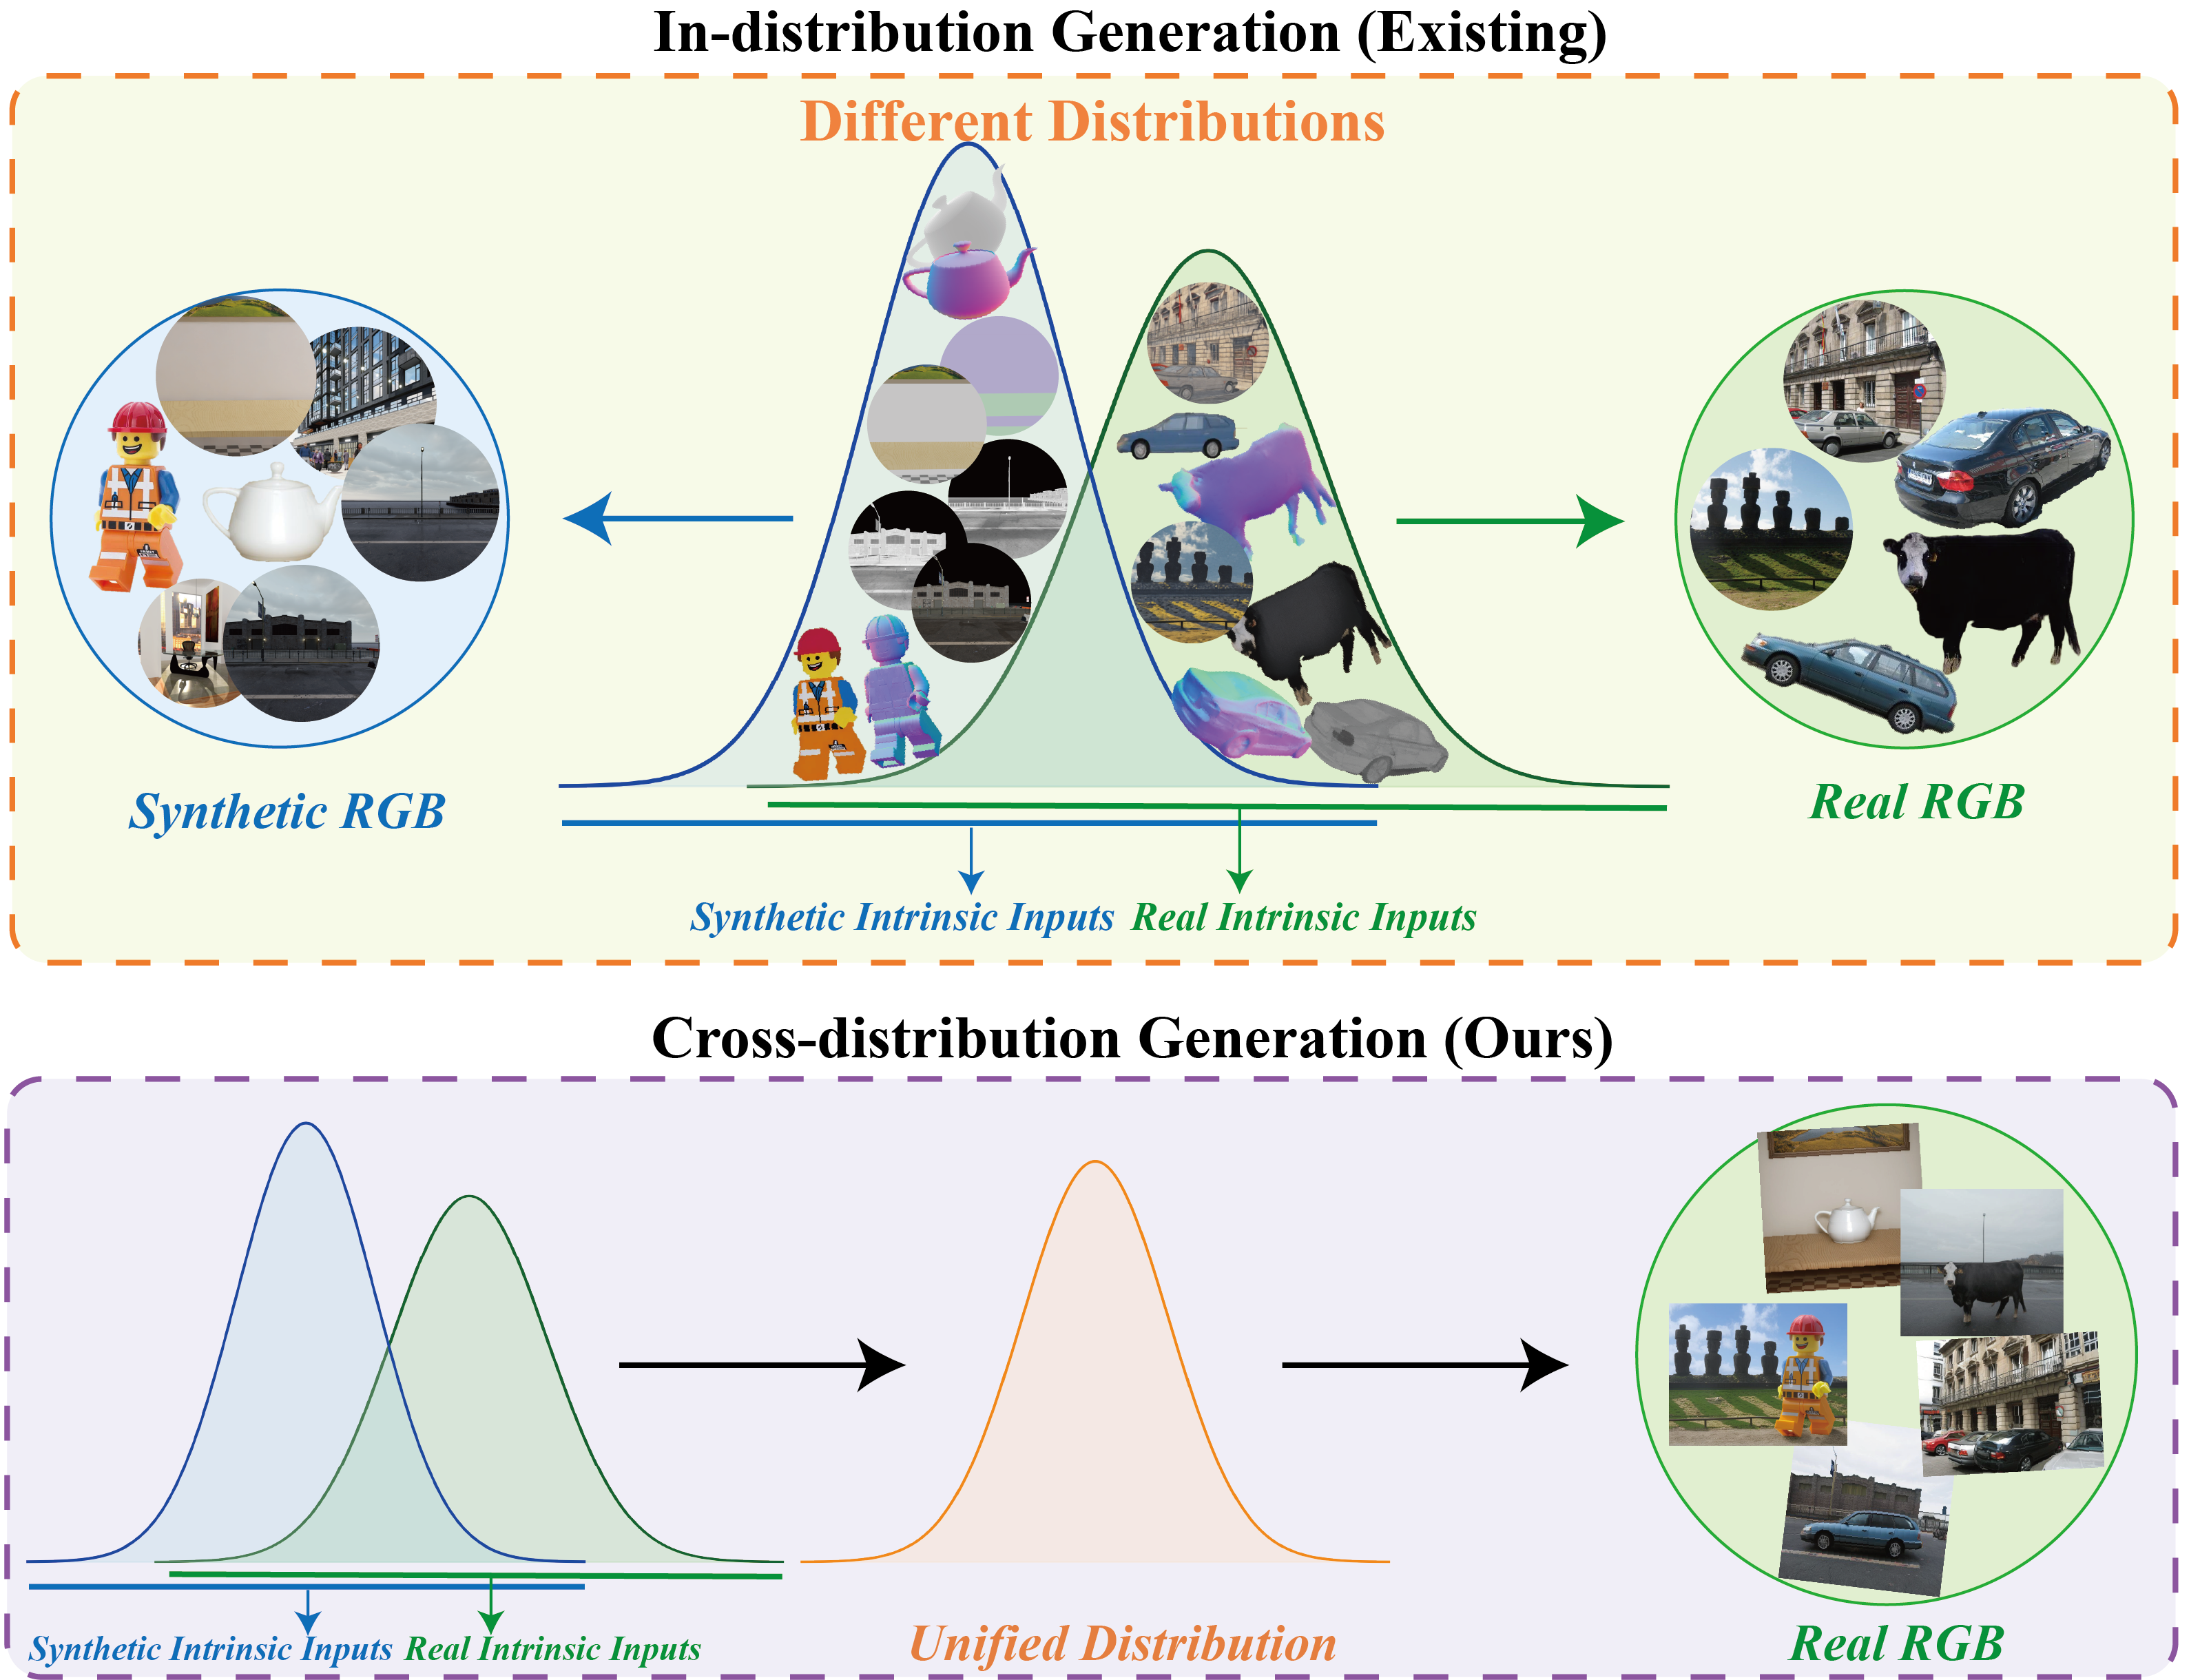 In-distribution Generation (Existing)
Different Distributions
Synthetic RGB
Real RGB
Synthetic Intrinsic Inputs
Real Intrinsic Inputs
Cross-distribution Generation (Ours)
Synthetic Intrinsic Inputs
Real Intrinsic Inputs
Unified Distribution
Real RGB